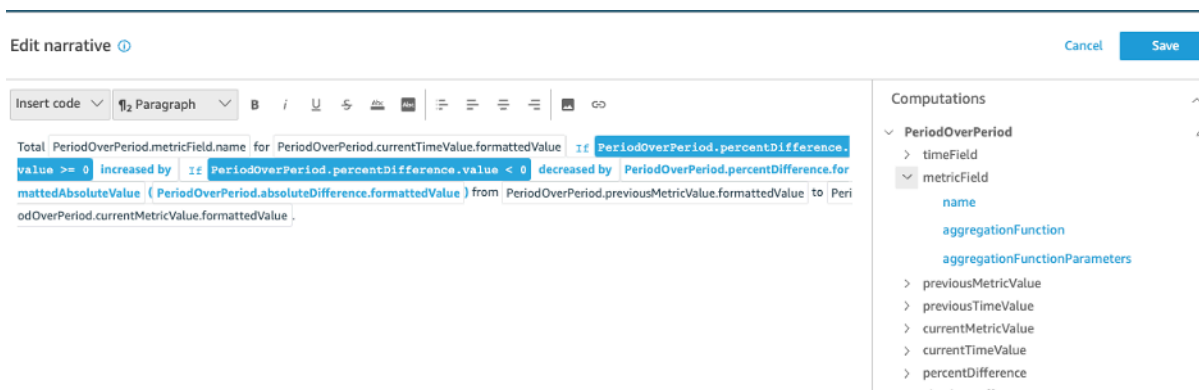 Edit narrative
Cancel
Save
Insert code
¶₂ Paragraph
B i U S Abc Abc
Total PeriodOverPeriod.metricField.name for PeriodOverPeriod.currentTimeValue.formattedValue If PeriodOverPeriod.percentDifference.
value >= 0 increased by If PeriodOverPeriod.percentDifference.value < 0 decreased by PeriodOverPeriod.percentDifference.for
mattedAbsoluteValue ( PeriodOverPeriod.absoluteDifference.formattedValue ) from PeriodOverPeriod.previousMetricValue.formattedValue to Peri
odOverPeriod.currentMetricValue.formattedValue .
Computations
PeriodOverPeriod
timeField
metricField
name
aggregationFunction
aggregationFunctionParameters
previousMetricValue
previousTimeValue
currentMetricValue
currentTimeValue
percentDifference